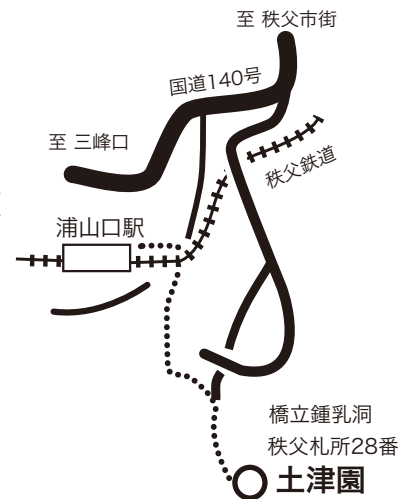 至 秩父市街
国道140号
至 三峰口
秩父鉄道
浦山口駅
橋立鍾乳洞
秩父札所28番
土津園